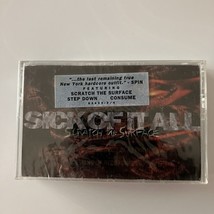 "...the last remaining true
New York hardcore outfit." - SPIN
FEATURING
SCRATCH THE SURFACE
STEP DOWN CONSUME
SICK OF IT ALL
SCRATCH THE SURFACE